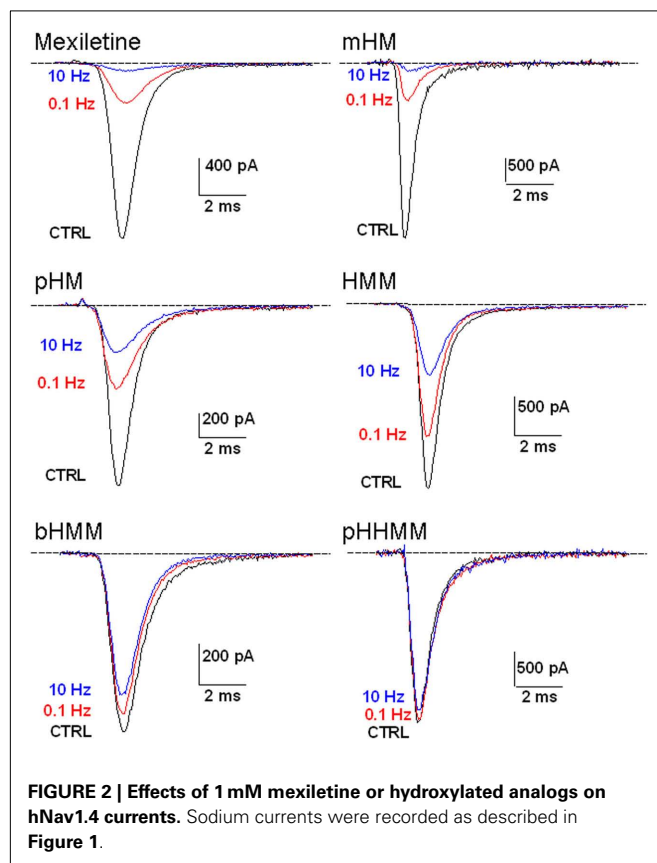 Mexiletine
10 Hz
0.1 Hz
400 pA
2 ms
CTRL
mHM
10 Hz
0.1 Hz
500 pA
2 ms
CTRL
pHM
10 Hz
0.1 Hz
200 pA
2 ms
CTRL
HMM
10 Hz
0.1 Hz
500 pA
2 ms
CTRL
bHMM
200 pA
2 ms
10 Hz
0.1 Hz
CTRL
pHHMM
500 pA
2 ms
10 Hz
0.1 Hz
CTRL
FIGURE 2 | Effects of 1 mM mexiletine or hydroxylated analogs on
hNav1.4 currents. Sodium currents were recorded as described in
Figure 1.